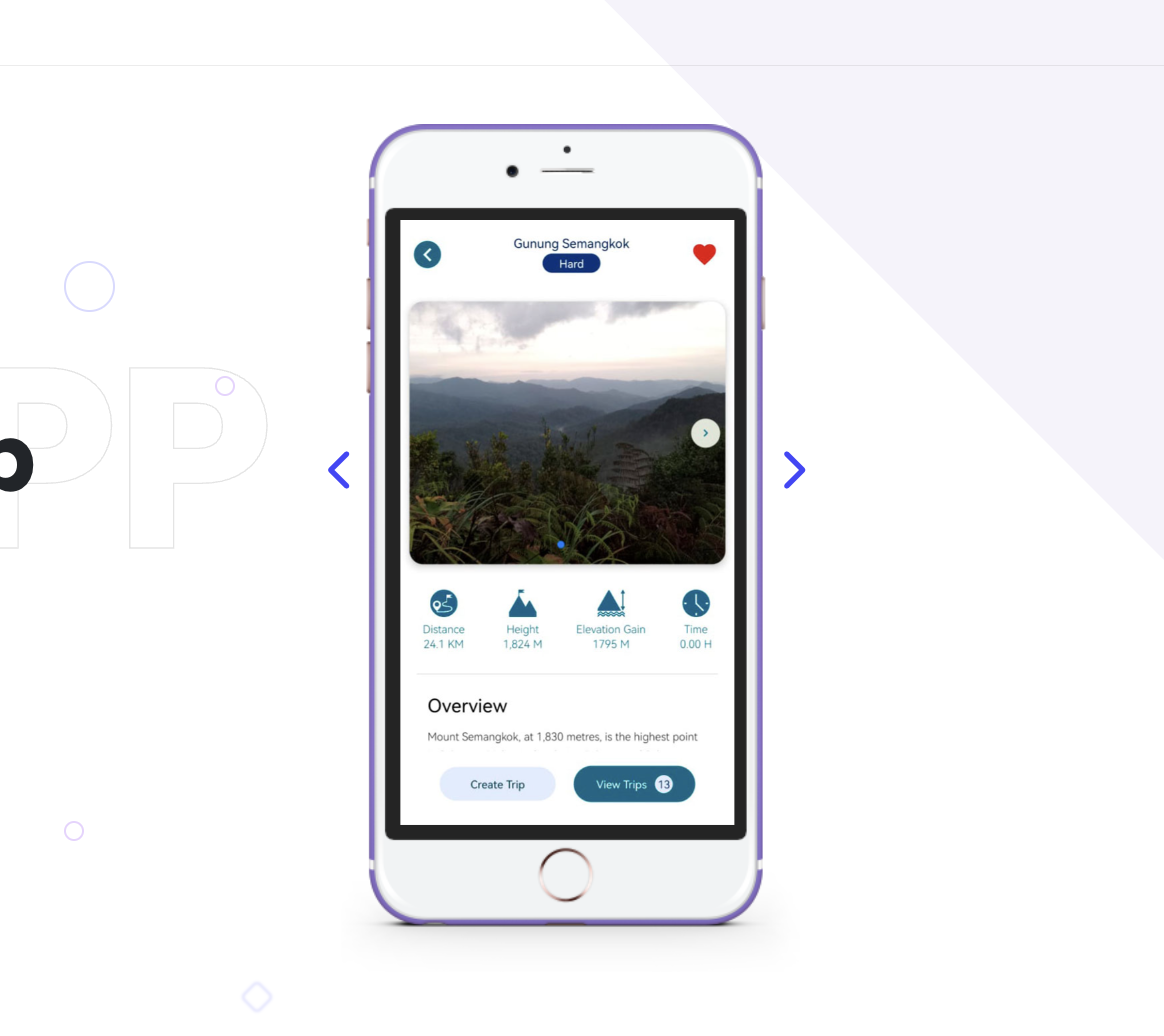 Gunung Semangkok
Hard
PP
p
Distance
24.1 KM
Height
1,824 M
Elevation Gain
1795 M
Time
0.00 H
Overview
Mount Semangkok, at 1,830 metres, is the highest point
Create Trip
View Trips 13